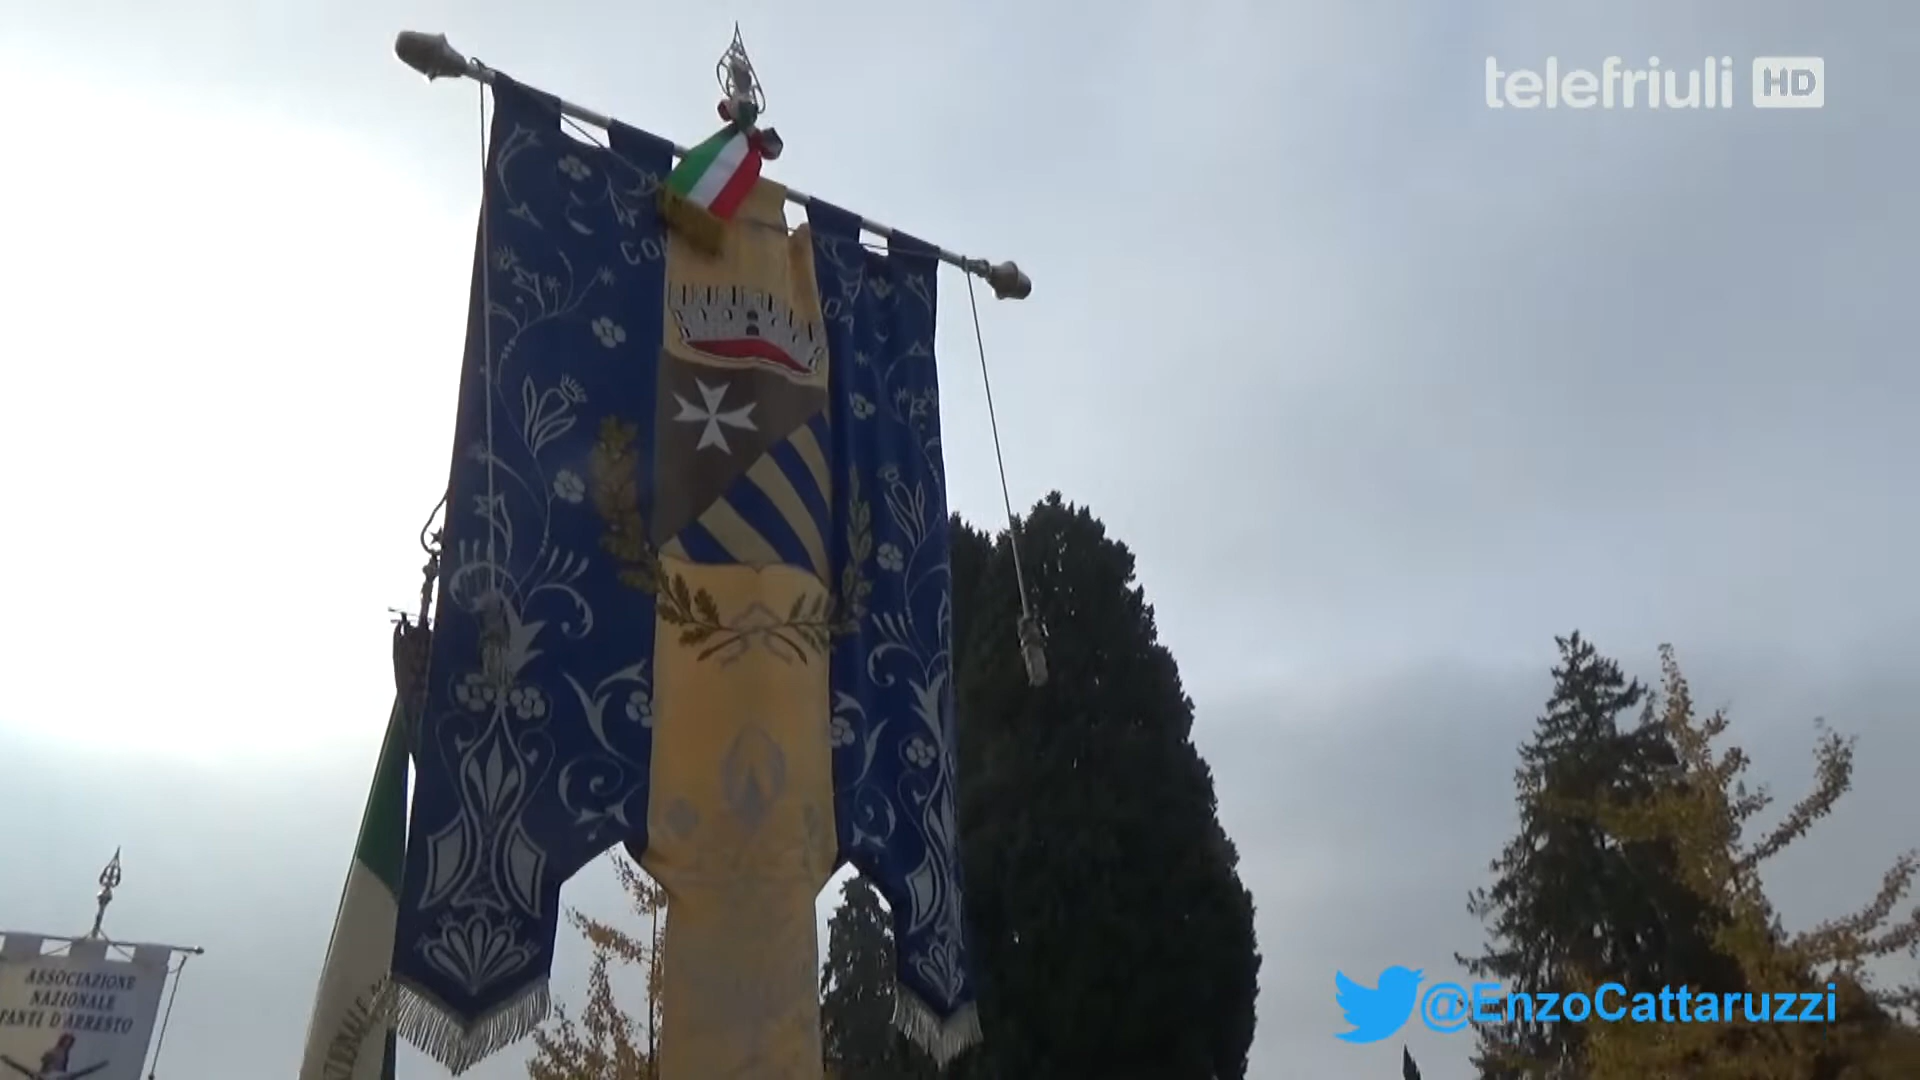 telefriuli HD
ASSOCIAZIONE
NAZIONALE
FANTI D'ARRESTO
@EnzoCattaruzzi